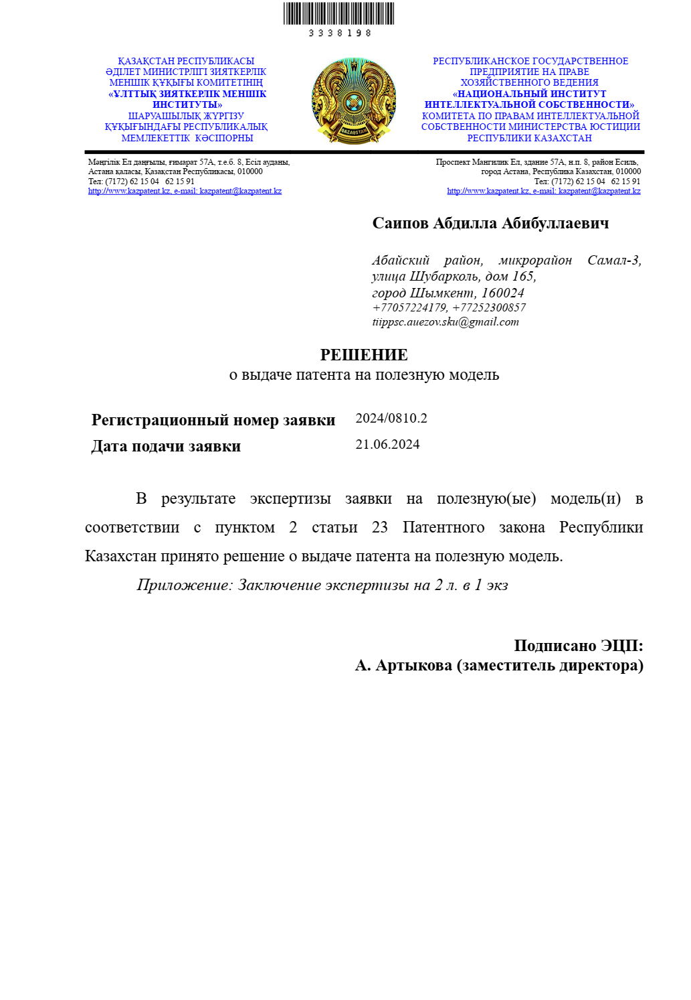 3338198
ҚАЗАҚСТАН РЕСПУБЛИКАСЫ
ӘДІЛЕТ МИНИСТРЛІГІ ЗИЯТКЕРЛІК
МЕНШІК ҚҰҚЫҒЫ КОМИТЕТІНІҢ
«ҰЛТТЫҚ ЗИЯТКЕРЛІК МЕНШІК
ИНСТИТУТЫ»
ШАРУАШЫЛЫҚ ЖҮРГІЗУ
ҚҰҚЫҒЫНДАҒЫ РЕСПУБЛИКАЛЫҚ
МЕМЛЕКЕТТІК КӘСІПОРНЫ
QAZAQSTAN
РЕСПУБЛИКАНСКОЕ ГОСУДАРСТВЕННОЕ
ПРЕДПРИЯТИЕ НА ПРАВЕ
ХОЗЯЙСТВЕННОГО ВЕДЕНИЯ
«НАЦИОНАЛЬНЫЙ ИНСТИТУТ
ИНТЕЛЛЕКТУАЛЬНОЙ СОБСТВЕННОСТИ»
КОМИТЕТА ПО ПРАВАМ ИНТЕЛЛЕКТУАЛЬНОЙ
СОБСТВЕННОСТИ МИНИСТЕРСТВА ЮСТИЦИИ
РЕСПУБЛИКИ КАЗАХСТАН
Мәңгілік Ел даңғылы, ғимарат 57А, т.е.б. 8, Есіл ауданы,
Астана қаласы, Қазақстан Республикасы, 010000
Тел: (7172) 62 15 04 62 15 91
http://www.kazpatent.kz, e-mail: kazpatent@kazpatent.kz
Проспект Мангилик Ел, здание 57А, н.п. 8, район Есиль,
город Астана, Республика Казахстан, 010000
Тел: (7172) 62 15 04 62 15 91
http://www.kazpatent.kz, e-mail: kazpatent@kazpatent.kz
Саипов Абдилла Абибуллаевич
Абайский район, микрорайон Самал-3,
улица Шубарколь, дом 165,
город Шымкент, 160024
+77057224179, +77252300857
tiippsc.auezov.sku@gmail.com
РЕШЕНИЕ
о выдаче патента на полезную модель
Регистрационный номер заявки 2024/0810.2
Дата подачи заявки 21.06.2024
В результате экспертизы заявки на полезную(ые) модель(и) в
соответствии с пунктом 2 статьи 23 Патентного закона Республики
Казахстан принято решение о выдаче патента на полезную модель.
Приложение: Заключение экспертизы на 2 л. в 1 экз
Подписано ЭЦП:
А. Артыкова (заместитель директора)